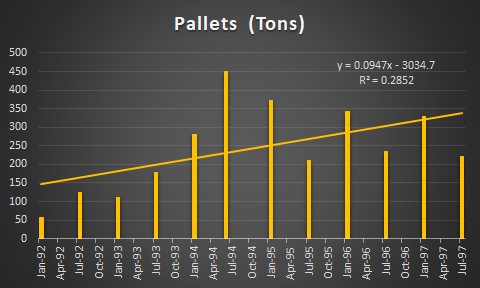 Pallets (Tons)
y = 0.0947x - 3034.7
R² = 0.2852
500
450
400
350
300
250
200
150
100
50
0
Jan-92
Apr-92
Jul-92
Oct-92
Jan-93
Apr-93
Jul-93
Oct-93
Jan-94
Apr-94
Jul-94
Oct-94
Jan-95
Apr-95
Jul-95
Oct-95
Jan-96
Apr-96
Jul-96
Oct-96
Jan-97
Apr-97
Jul-97